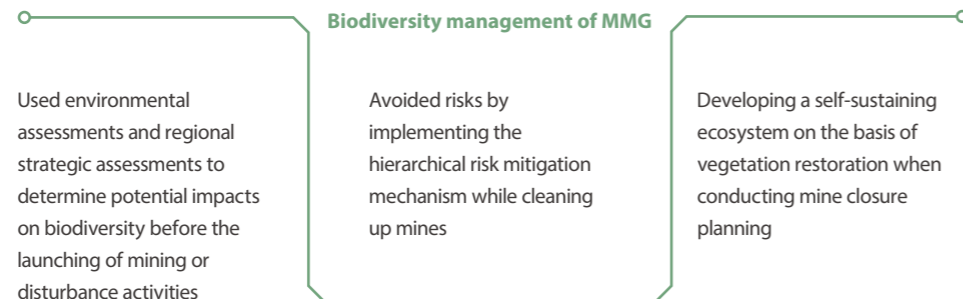 Biodiversity management of MMG
Used environmental
assessments and regional
strategic assessments to
determine potential impacts
on biodiversity before the
launching of mining or
disturbance activities
Avoided risks by
implementing the
hierarchical risk mitigation
mechanism while cleaning
up mines
Developing a self-sustaining
ecosystem on the basis of
vegetation restoration when
conducting mine closure
planning